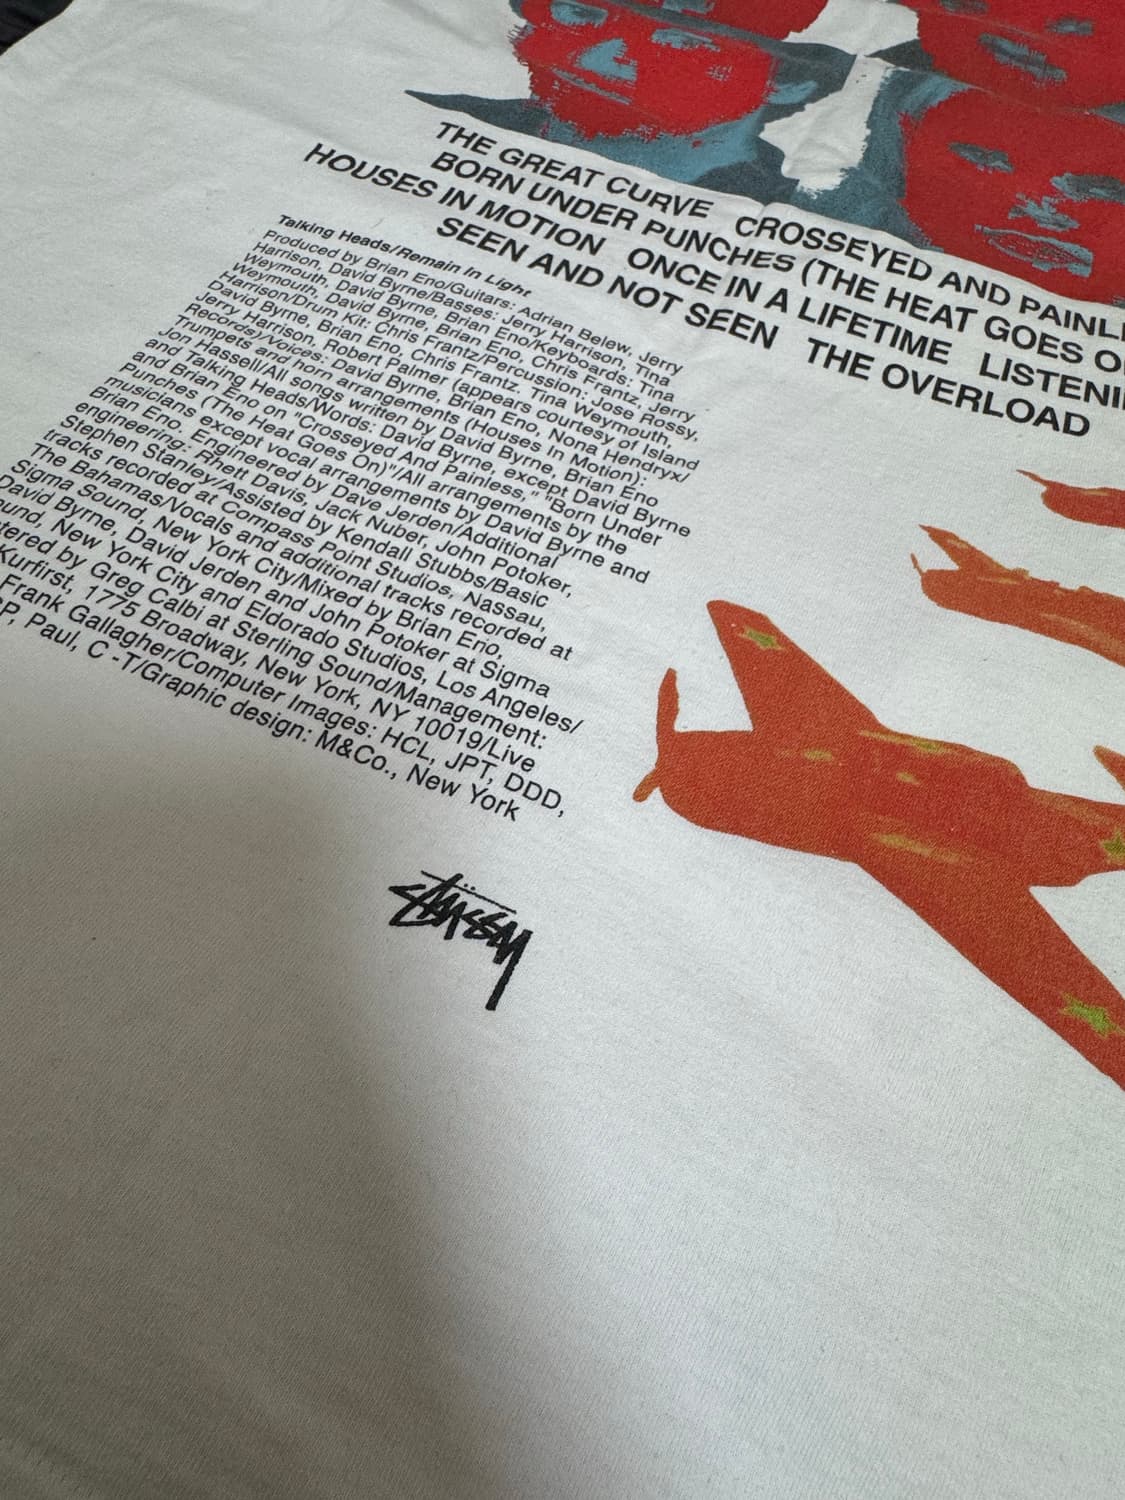 THE GREAT CURVE CROSSEYED AND PAINL
BORN UNDER PUNCHES (THE HEAT GOES O
HOUSES IN MOTION ONCE IN A LIFETIME LISTENI
SEEN AND NOT SEEN THE OVERLOAD
Talking Heads/Remain In Light
Produced by Brian Eno/Guitars: Adrian Belew, Jerry
Harrison, David Byrne/Basses: Jerry Harrison, Tina
Weymouth, David Byrne, Brian Eno/Keyboards: Tina
Weymouth, David Byrne, Brian Eno, Chris Frantz, Jerry
Harrison/Drum Kit: Chris Frantz/Percussion: Jose Rossy,
David Byrne, Brian Eno, Chris Frantz, Tina Weymouth,
Jerry Harrison, Robert Palmer (appears courtesy of Island
Records)/Voices: David Byrne, Brian Eno, Nona Hendryx/
Trumpets and horn arrangements (Houses In Motion):
Jon Hassell/All songs written by David Byrne, Brian Eno
and Talking Heads/Words: David Byrne, except David Byrne
and Brian Eno on "Crosseyed And Painless," "Born Under
Punches (The Heat Goes On)"/All arrangements by the
musicians except vocal arrangements by David Byrne and
Brian Eno. Engineered by Dave Jerden/Additional
engineering: Rhett Davis, Jack Nuber, John Potoker,
Stephen Stanley/Assisted by Kendall Stubbs/Basic
tracks recorded at Compass Point Studios, Nassau,
The Bahamas/Vocals and additional tracks recorded at
Sigma Sound, New York City/Mixed by Brian Eno,
David Byrne, David Jerden and John Potoker at Sigma
ound, New York City and Eldorado Studios, Los Angeles/
tered by Greg Calbi at Sterling Sound/Management:
Kurfirst, 1775 Broadway, New York, NY 10019/Live
Frank Gallagher/Computer Images: HCL, JPT, DDD,
P, Paul, C-T/Graphic design: M&Co., New York
Stüssy